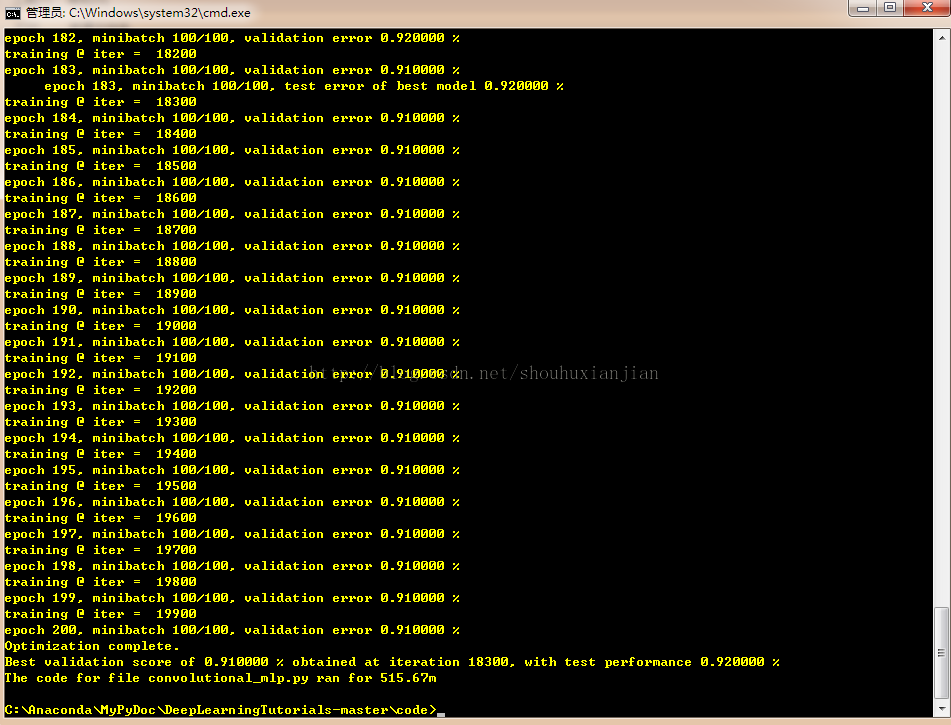 管理员: C:\Windows\system32\cmd.exe
epoch 182, minibatch 100/100, validation error 0.920000 %
training @ iter =  18200
epoch 183, minibatch 100/100, validation error 0.910000 %
     epoch 183, minibatch 100/100, test error of best model 0.920000 %
training @ iter =  18300
epoch 184, minibatch 100/100, validation error 0.910000 %
training @ iter =  18400
epoch 185, minibatch 100/100, validation error 0.910000 %
training @ iter =  18500
epoch 186, minibatch 100/100, validation error 0.910000 %
training @ iter =  18600
epoch 187, minibatch 100/100, validation error 0.910000 %
training @ iter =  18700
epoch 188, minibatch 100/100, validation error 0.910000 %
training @ iter =  18800
epoch 189, minibatch 100/100, validation error 0.910000 %
training @ iter =  18900
epoch 190, minibatch 100/100, validation error 0.910000 %
training @ iter =  19000
epoch 191, minibatch 100/100, validation error 0.910000 %
training @ iter =  19100
epoch 192, minibatch 100/100, validation error 0.910000 %
http://blog.csdn.net/shouhuxianjian
training @ iter =  19200
epoch 193, minibatch 100/100, validation error 0.910000 %
training @ iter =  19300
epoch 194, minibatch 100/100, validation error 0.910000 %
training @ iter =  19400
epoch 195, minibatch 100/100, validation error 0.910000 %
training @ iter =  19500
epoch 196, minibatch 100/100, validation error 0.910000 %
training @ iter =  19600
epoch 197, minibatch 100/100, validation error 0.910000 %
training @ iter =  19700
epoch 198, minibatch 100/100, validation error 0.910000 %
training @ iter =  19800
epoch 199, minibatch 100/100, validation error 0.910000 %
training @ iter =  19900
epoch 200, minibatch 100/100, validation error 0.910000 %
Optimization complete.
Best validation score of 0.910000 % obtained at iteration 18300, with test performance 0.920000 %
The code for file convolutional_mlp.py ran for 515.67m
C:\Anaconda\MyPyDoc\DeepLearningTutorials-master\code>_